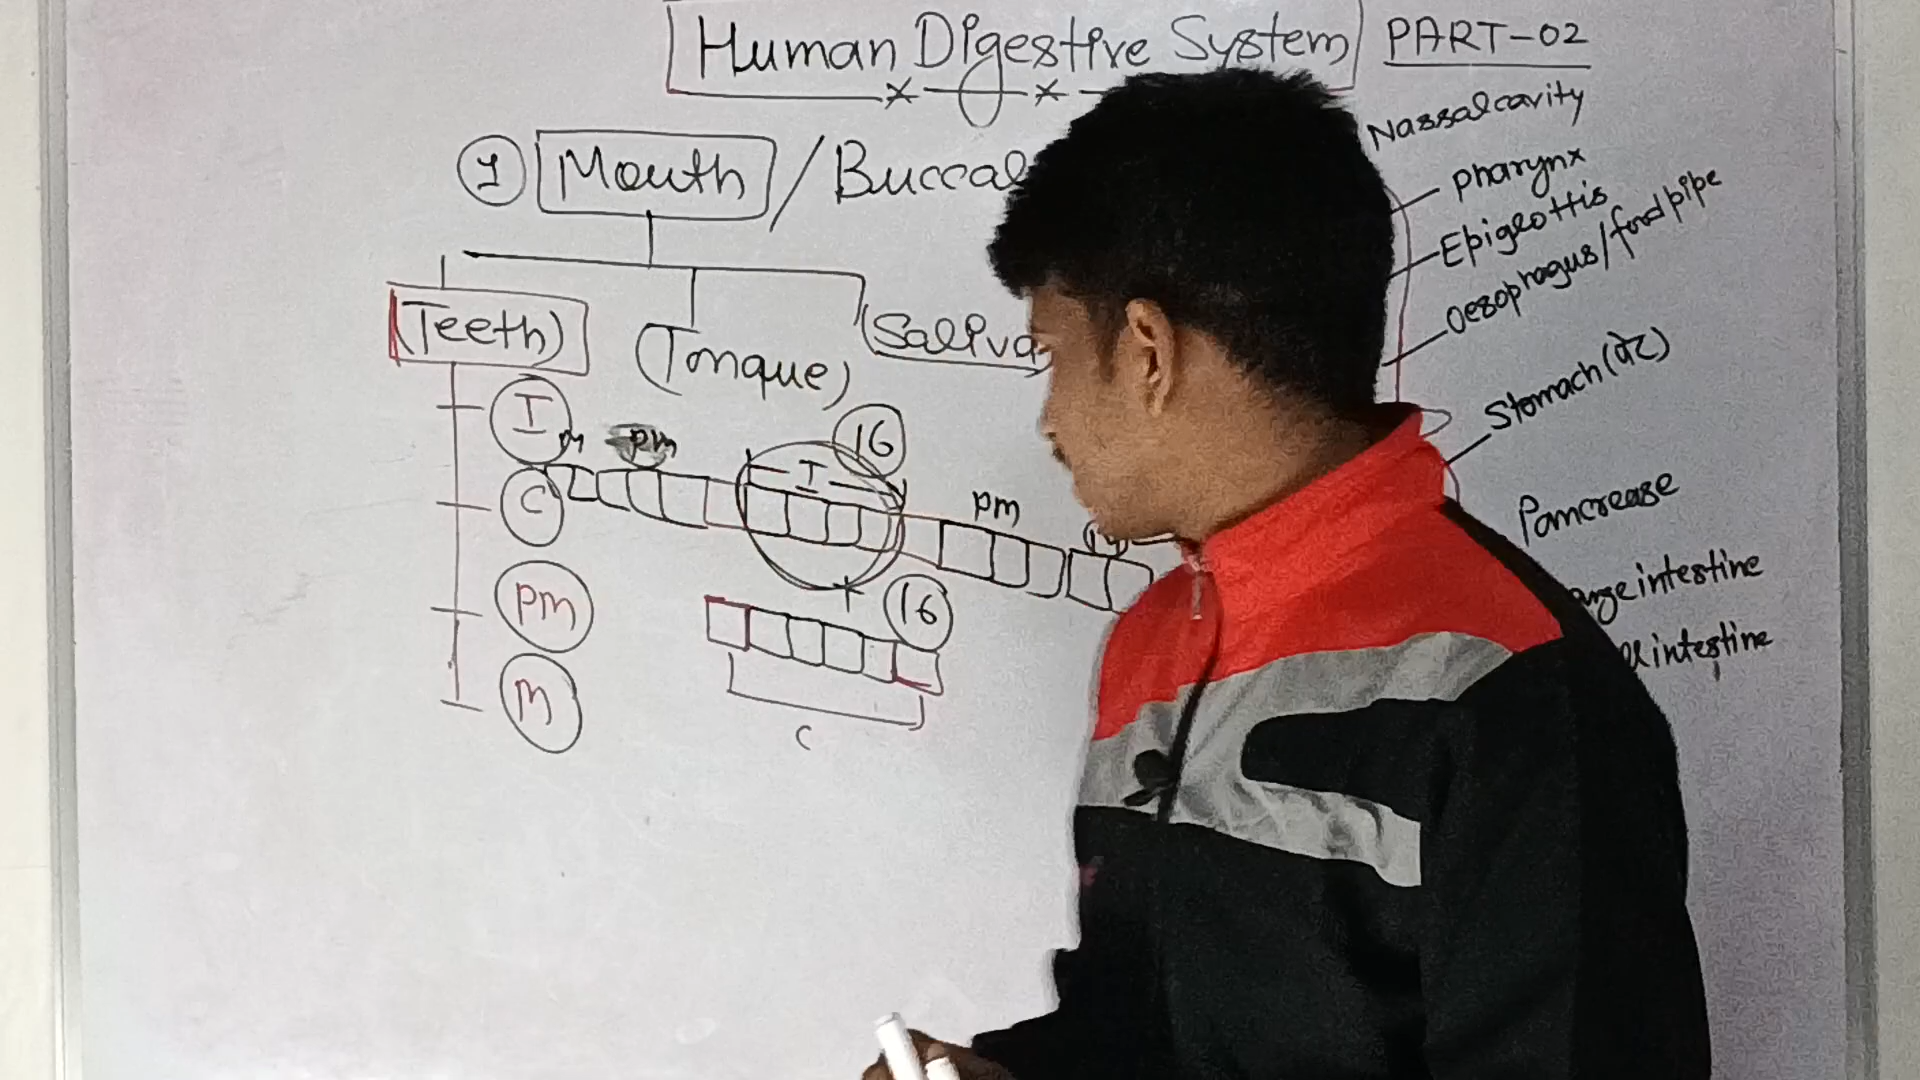 Human Digestive System PART-02
1 Mouth / Buccal
Nassal cavity
Pharynx
Epiglottis
Oesophagus/food pipe
(Teeth)
(Tonque)
(Saliva
Stomach (पेट)
I
m pm I 16
C
pm
Pancrease
pm
16
m
C
intestine
intestine